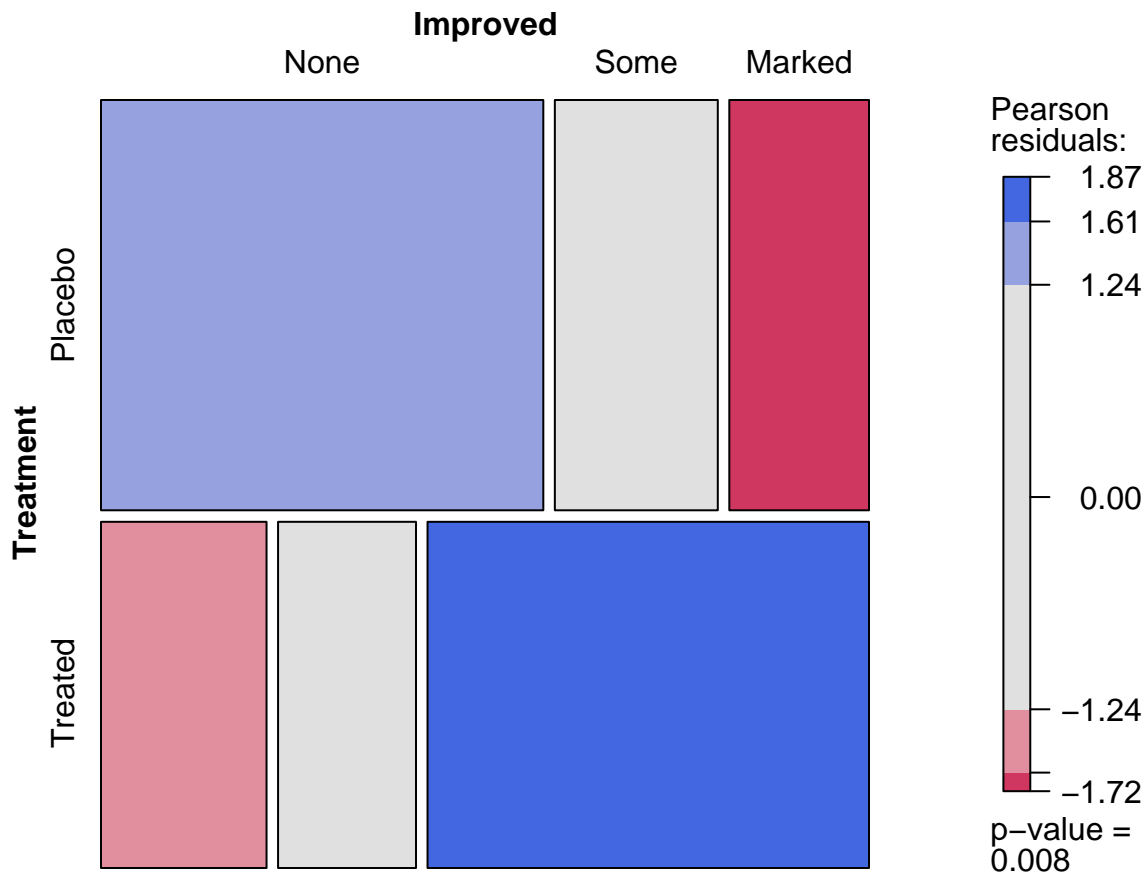 Improved
None Some Marked
Treatment
Placebo
Treated
Pearson
residuals:
1.87
1.61
1.24
0.00
−1.24
−1.72
p−value =
0.008